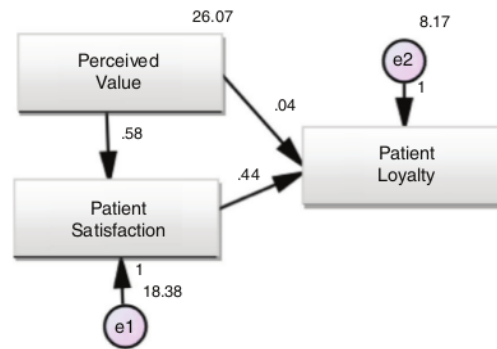 26.07
8.17
Perceived
Value
e2
1
.04
.58
Patient
Loyalty
Patient
Satisfaction
.44
1
18.38
e1